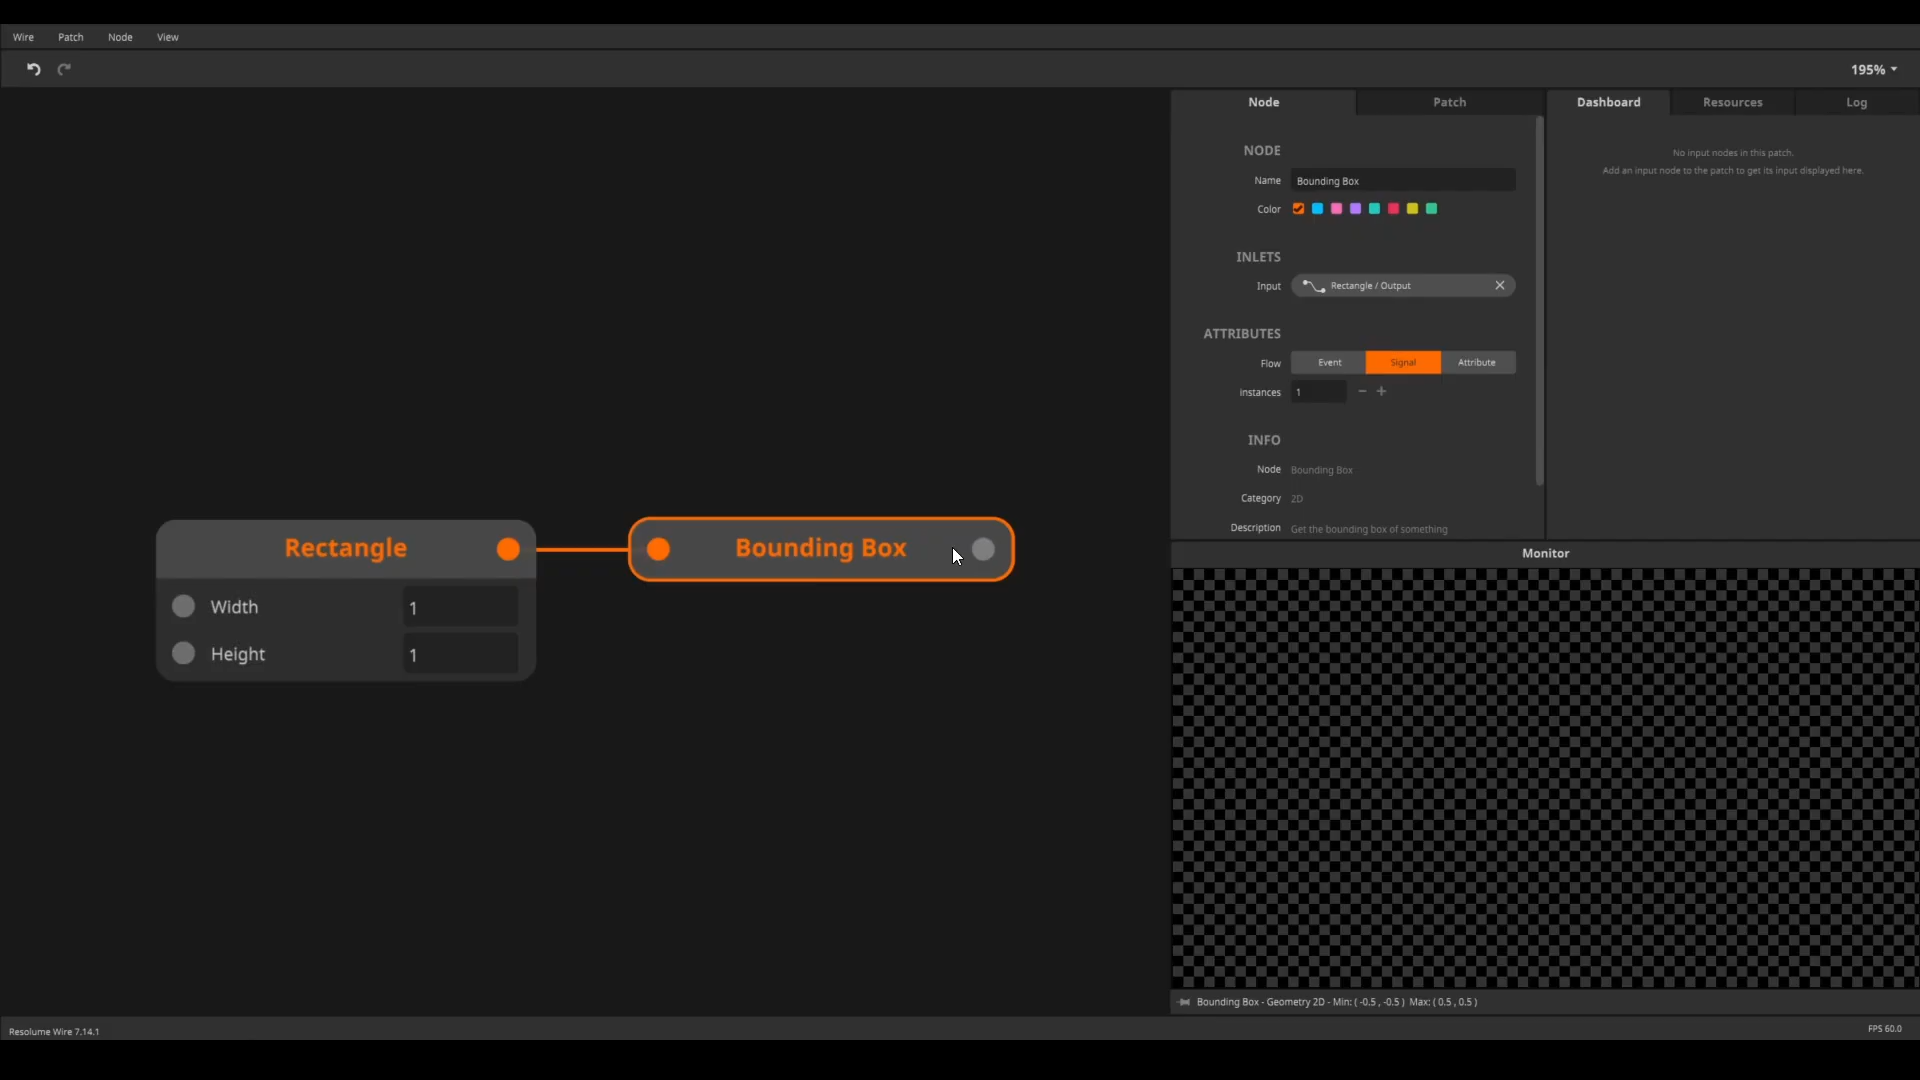 Wire Patch Node View
195%
Node Patch Dashboard Resources Log
NODE
Name Bounding Box
Color
INLETS
Input Rectangle / Output
ATTRIBUTES
Flow Event Signal Attribute
Instances 1 − +
INFO
Node Bounding Box
Category 2D
Description Get the bounding box of something
No input nodes in this patch.
Add an input node to the patch to get its input displayed here.
Rectangle
Width 1
Height 1
Bounding Box
Monitor
Bounding Box - Geometry 2D - Min: ( -0.5 , -0.5 ) Max: ( 0.5 , 0.5 )
Resolume Wire 7.14.1
FPS 60.0